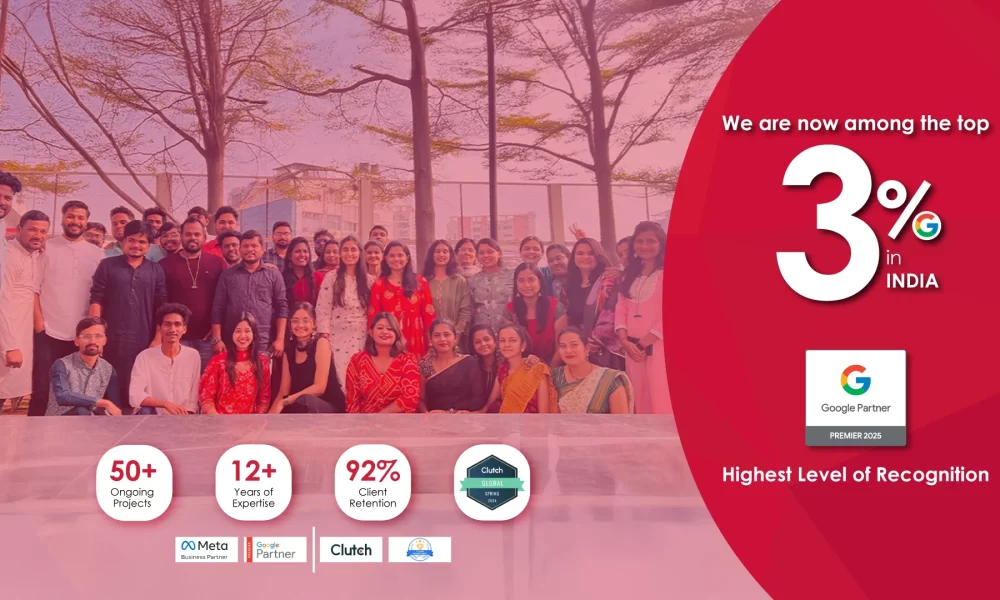 We are now among the top
3%
in
INDIA
Google Partner
PREMIER 2025
Highest Level of Recognition
50+
Ongoing
Projects
12+
Years of
Expertise
92%
Client
Retention
Clutch
GLOBAL
SPRING
2024
Meta
Business Partner
Google
Partner
Clutch